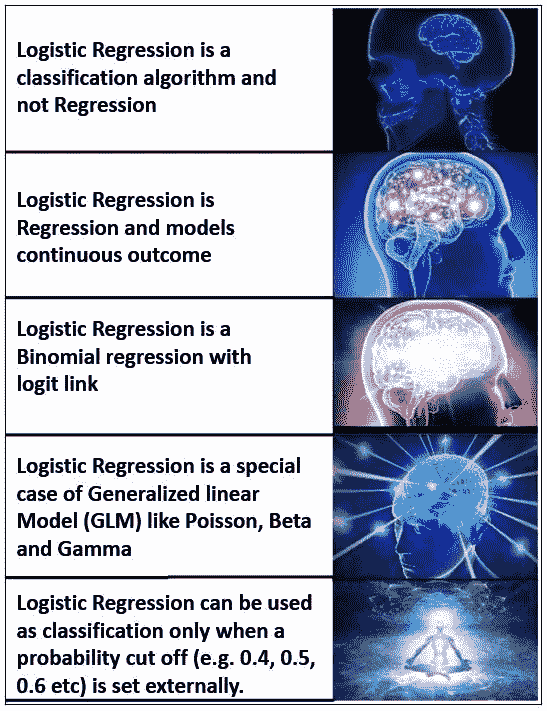 Logistic Regression is a
classification algorithm and
not Regression
Logistic Regression is
Regression and models
continuous outcome
Logistic Regression is a
Binomial regression with
logit link
Logistic Regression is a special
case of Generalized linear
Model (GLM) like Poisson, Beta
and Gamma
Logistic Regression can be used
as classification only when a
probability cut off (e.g. 0.4, 0.5,
0.6 etc) is set externally.